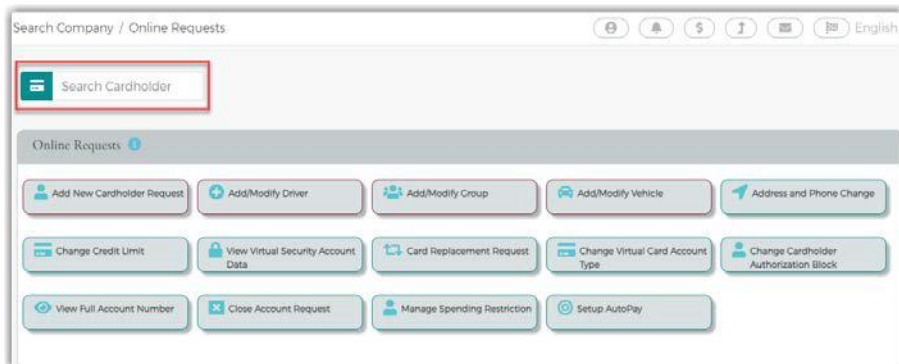 Search Company / Online Requests
$
English
Search Cardholder
Online Requests
Add New Cardholder Request
Add/Modify Driver
Add/Modify Group
Add/Modify Vehicle
Address and Phone Change
Change Credit Limit
View Virtual Security Account
Data
Card Replacement Request
Change Virtual Card Account
Type
Change Cardholder
Authorization Block
View Full Account Number
Close Account Request
Manage Spending Restriction
Setup AutoPay